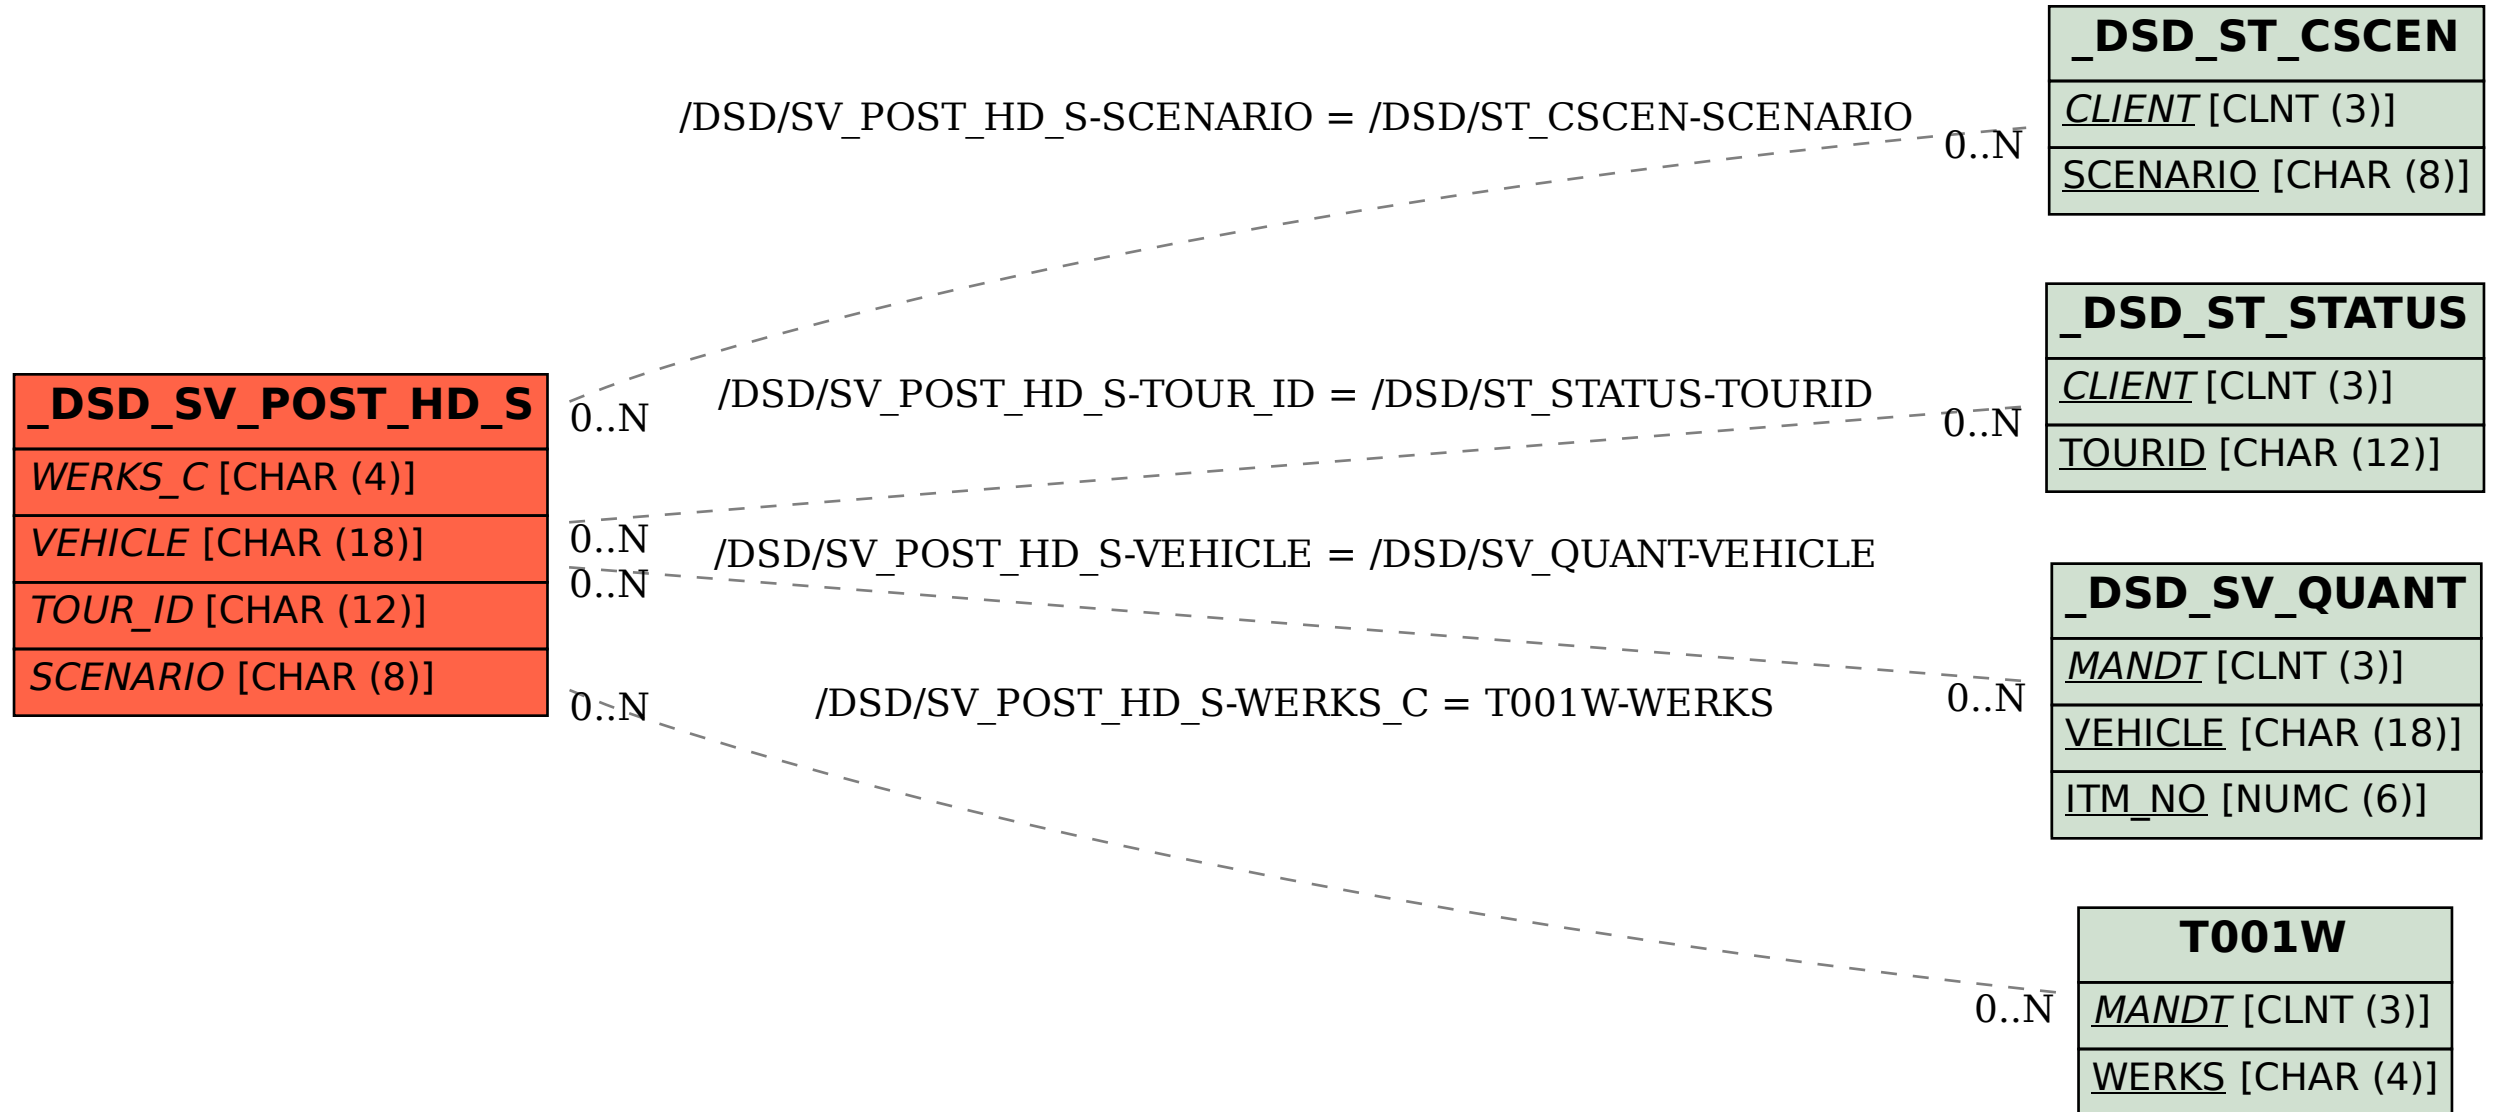 _DSD_SV_POST_HD_S
WERKS_C [CHAR (4)]
VEHICLE [CHAR (18)]
TOUR_ID [CHAR (12)]
SCENARIO [CHAR (8)]
/DSD/SV_POST_HD_S-SCENARIO = /DSD/ST_CSCEN-SCENARIO
0..N
0..N
/DSD/SV_POST_HD_S-TOUR_ID = /DSD/ST_STATUS-TOURID
0..N
0..N
/DSD/SV_POST_HD_S-VEHICLE = /DSD/SV_QUANT-VEHICLE
0..N
0..N
/DSD/SV_POST_HD_S-WERKS_C = T001W-WERKS
0..N
0..N
_DSD_ST_CSCEN
CLIENT [CLNT (3)]
SCENARIO [CHAR (8)]
_DSD_ST_STATUS
CLIENT [CLNT (3)]
TOURID [CHAR (12)]
_DSD_SV_QUANT
MANDT [CLNT (3)]
VEHICLE [CHAR (18)]
ITM_NO [NUMC (6)]
T001W
MANDT [CLNT (3)]
WERKS [CHAR (4)]